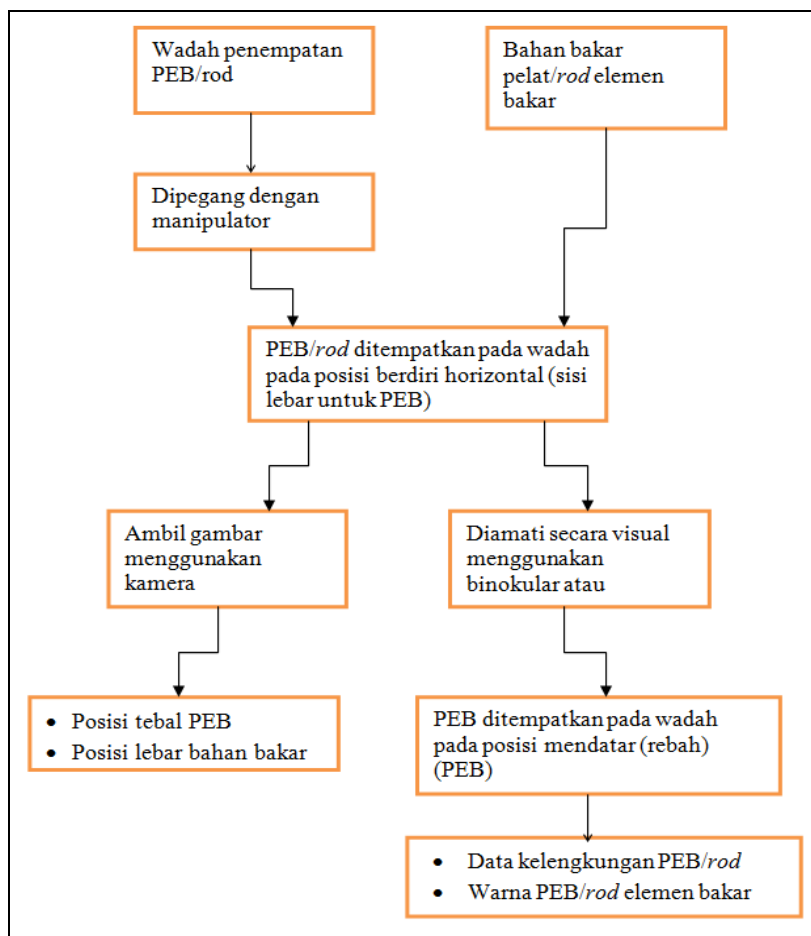 Wadah penempatan
PEB/rod
Bahan bakar
pelat/rod elemen
bakar
Dipegang dengan
manipulator
PEB/rod ditempatkan pada wadah
pada posisi berdiri horizontal (sisi
lebar untuk PEB)
Ambil gambar
menggunakan
kamera
Diamati secara visual
menggunakan
binokular atau
• Posisi tebal PEB
• Posisi lebar bahan bakar
PEB ditempatkan pada wadah
pada posisi mendatar (rebah)
(PEB)
• Data kelengkungan PEB/rod
• Warna PEB/rod elemen bakar